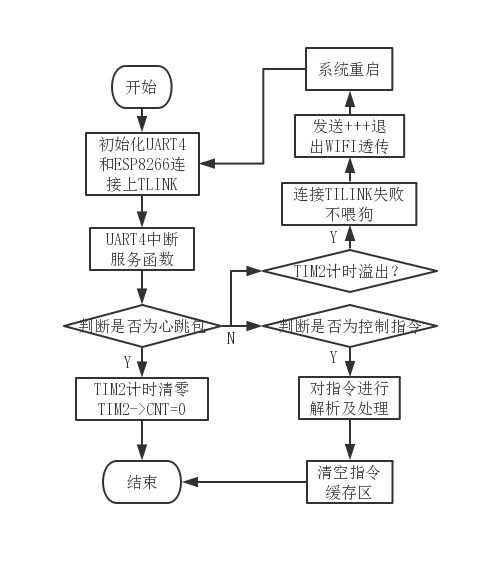 开始
初始化UART4
和ESP8266连
接上TLINK
UART4中断
服务函数
判断是否为心跳包
Y
N
TIM2计时清零
TIM2->CNT=0
结束
系统重启
发送+++退
出WIFI透传
连接TILINK失败
不喂狗
Y
TIM2计时溢出?
判断是否为控制指令
Y
对指令进行
解析及处理
清空指令
缓存区